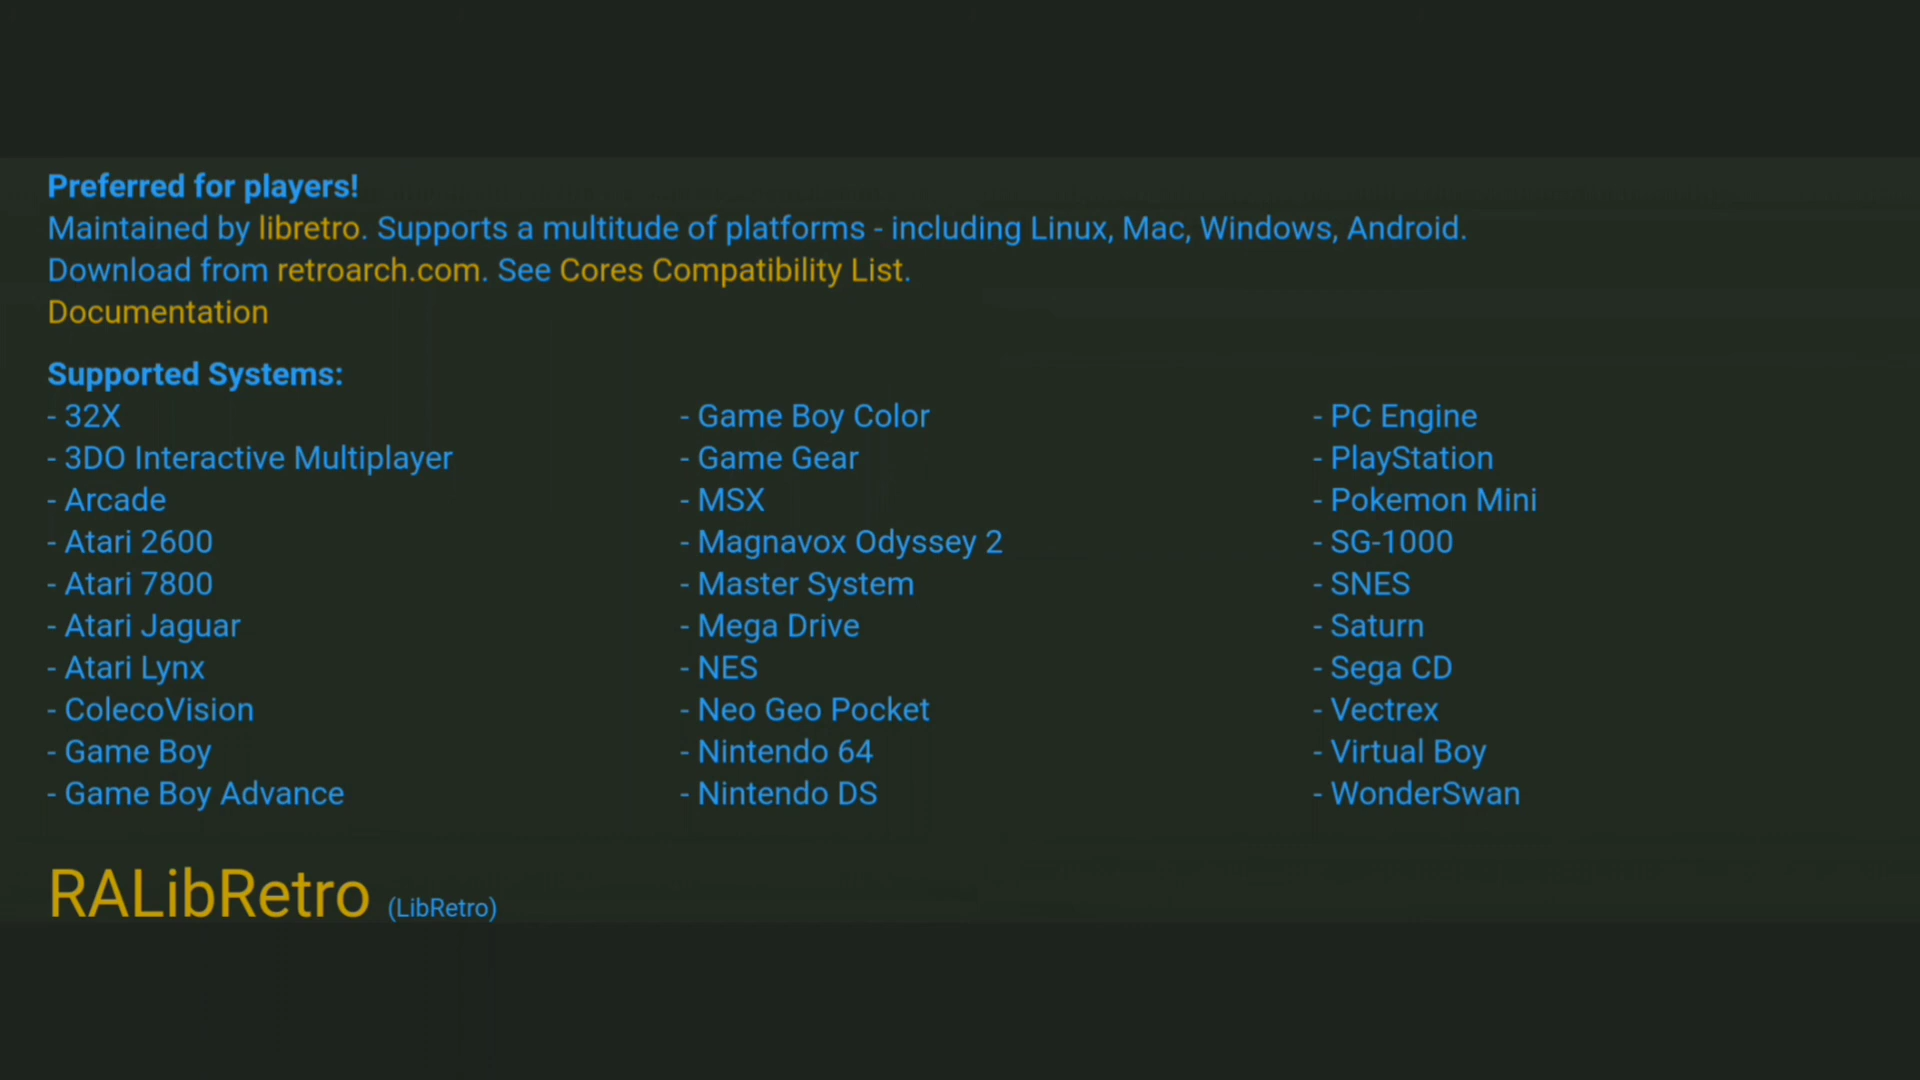 Preferred for players!
Maintained by libretro. Supports a multitude of platforms - including Linux, Mac, Windows, Android.
Download from retroarch.com. See Cores Compatibility List.
Documentation
Supported Systems:
- 32X
- 3DO Interactive Multiplayer
- Arcade
- Atari 2600
- Atari 7800
- Atari Jaguar
- Atari Lynx
- ColecoVision
- Game Boy
- Game Boy Advance
- Game Boy Color
- Game Gear
- MSX
- Magnavox Odyssey 2
- Master System
- Mega Drive
- NES
- Neo Geo Pocket
- Nintendo 64
- Nintendo DS
- PC Engine
- PlayStation
- Pokemon Mini
- SG-1000
- SNES
- Saturn
- Sega CD
- Vectrex
- Virtual Boy
- WonderSwan
RALibRetro (LibRetro)